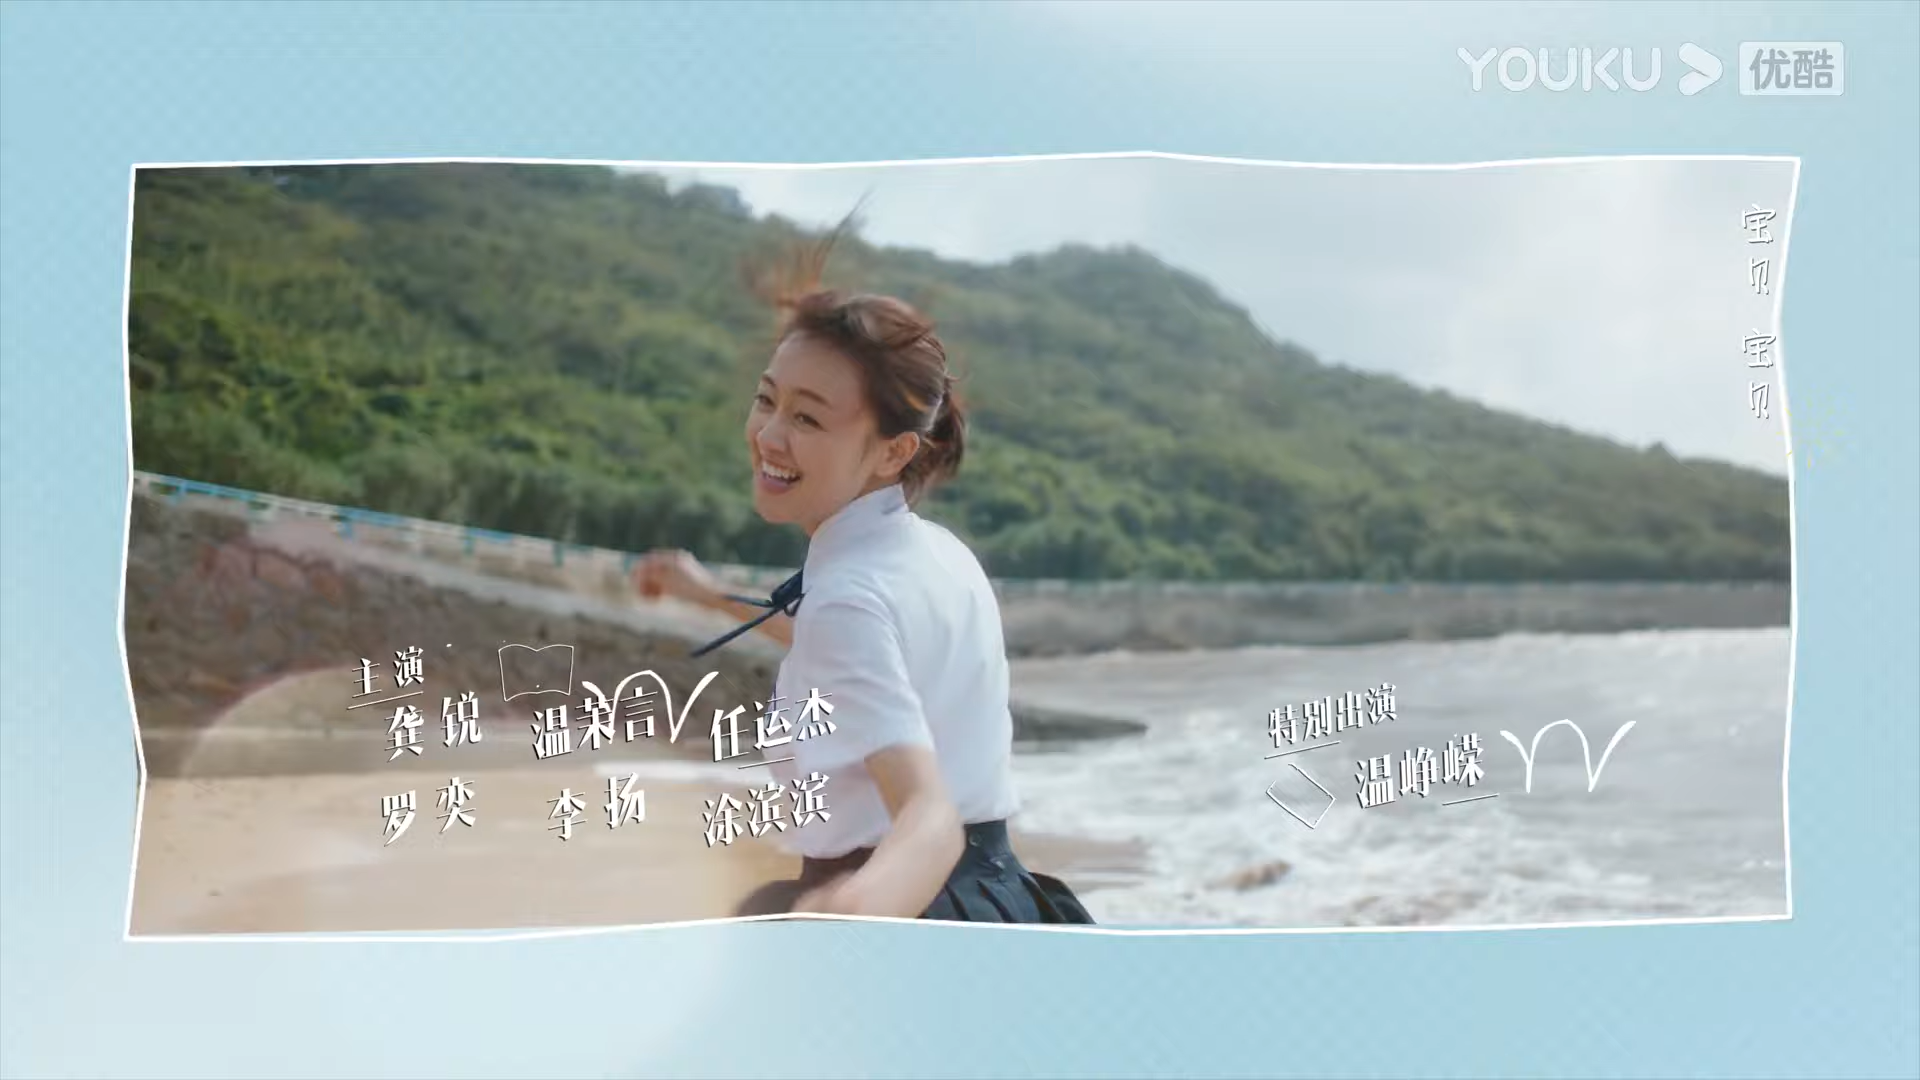 YOUKU 优酷
宝贝 宝贝
主演
龚锐 温茉言 任运杰
罗奕 李扬 涂滨滨
特别出演
温峥嵘